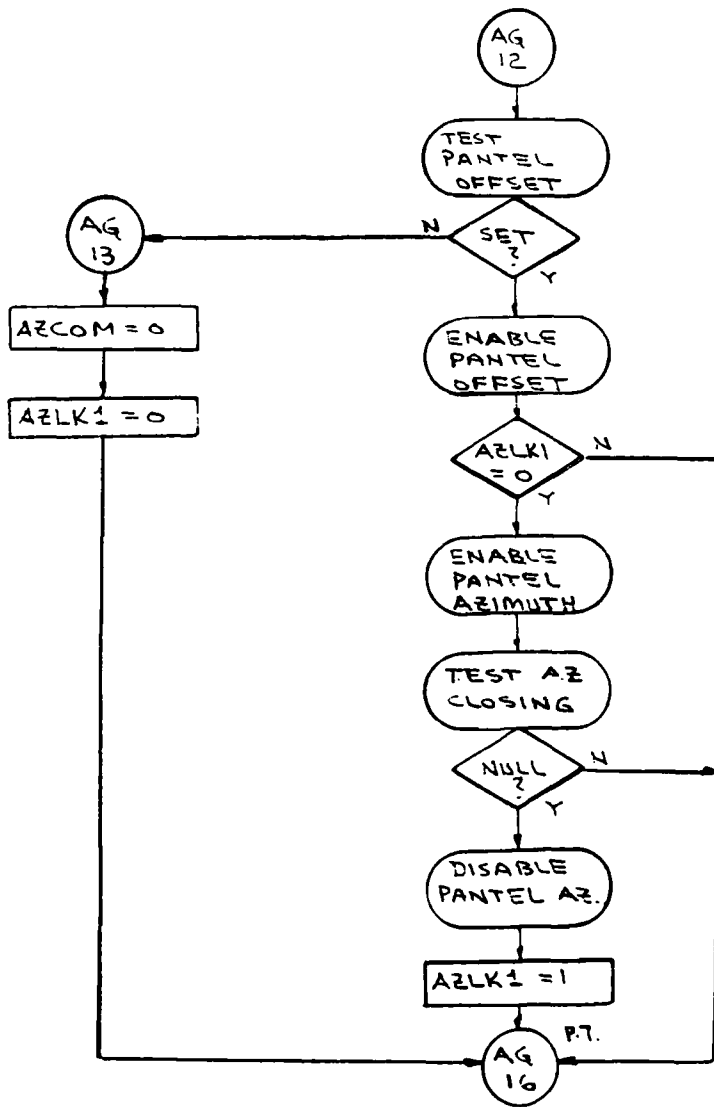 AG
12
TEST
PANTEL
OFFSET
N
SET
?
Y
AG
13
AZCOM = 0
AZLK1 = 0
ENABLE
PANTEL
OFFSET
AZLK1
= 0
N
Y
ENABLE
PANTEL
AZIMUTH
TEST AZ
CLOSING
NULL
?
N
Y
DISABLE
PANTEL AZ.
AZLK1 = 1
P.T.
AG
16